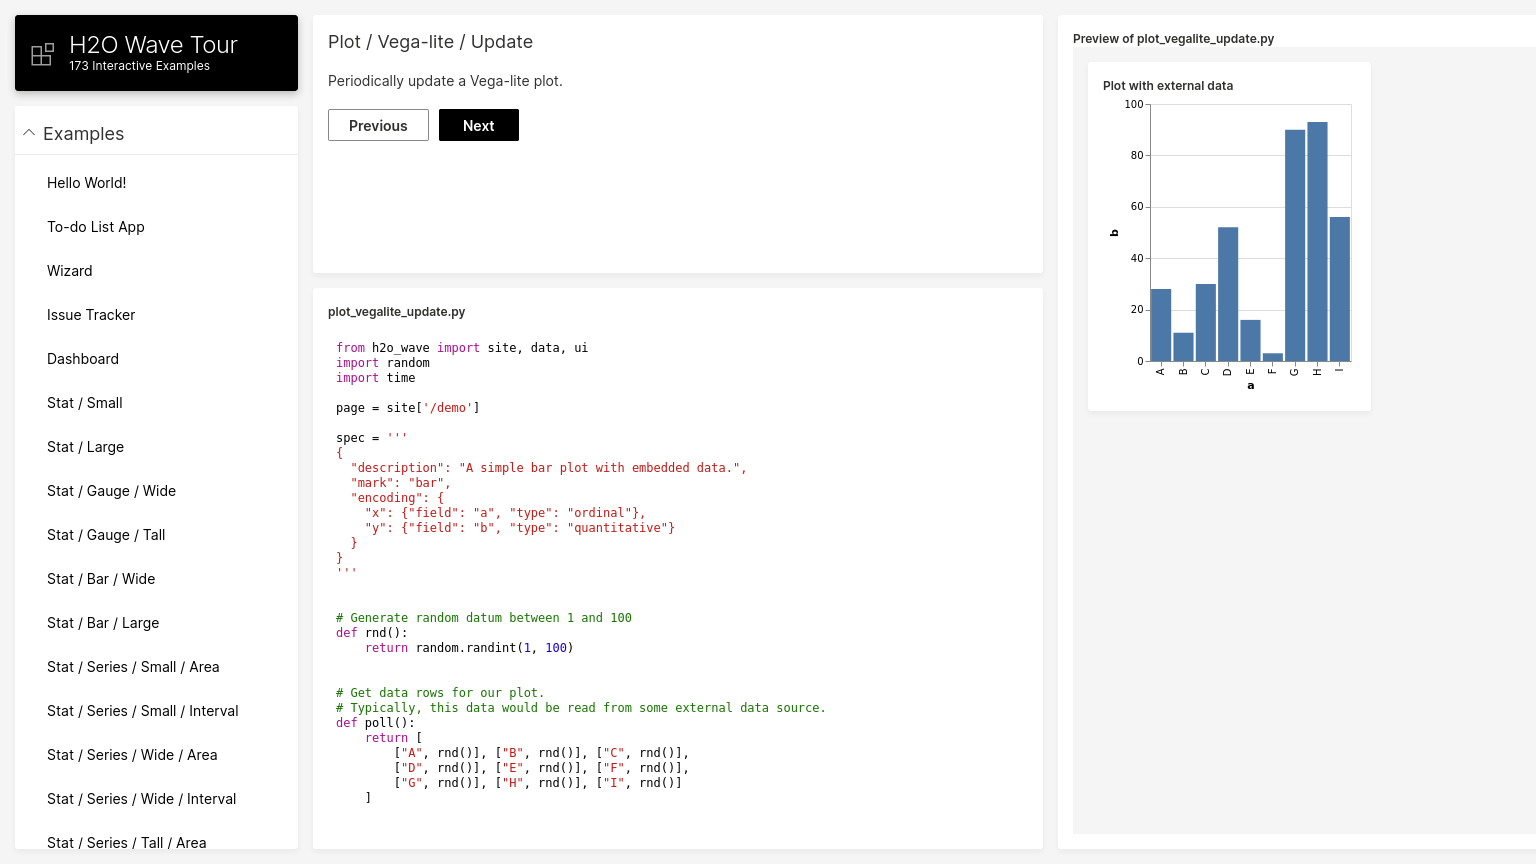 H2O Wave Tour
173 Interactive Examples
Examples
Hello World!
To-do List App
Wizard
Issue Tracker
Dashboard
Stat / Small
Stat / Large
Stat / Gauge / Wide
Stat / Gauge / Tall
Stat / Bar / Wide
Stat / Bar / Large
Stat / Series / Small / Area
Stat / Series / Small / Interval
Stat / Series / Wide / Area
Stat / Series / Wide / Interval
Stat / Series / Tall / Area
Plot / Vega-lite / Update
Periodically update a Vega-lite plot.
Previous Next
plot_vegalite_update.py
from h2o_wave import site, data, ui
import random
import time
page = site['/demo']
spec = '''
{
  "description": "A simple bar plot with embedded data.",
  "mark": "bar",
  "encoding": {
    "x": {"field": "a", "type": "ordinal"},
    "y": {"field": "b", "type": "quantitative"}
  }
}
'''
# Generate random datum between 1 and 100
def rnd():
    return random.randint(1, 100)
# Get data rows for our plot.
# Typically, this data would be read from some external data source.
def poll():
    return [
        ["A", rnd()], ["B", rnd()], ["C", rnd()],
        ["D", rnd()], ["E", rnd()], ["F", rnd()],
        ["G", rnd()], ["H", rnd()], ["I", rnd()]
    ]
Preview of plot_vegalite_update.py
Plot with external data
100
80
60
40
20
0
b
A B C D E F G H I
a